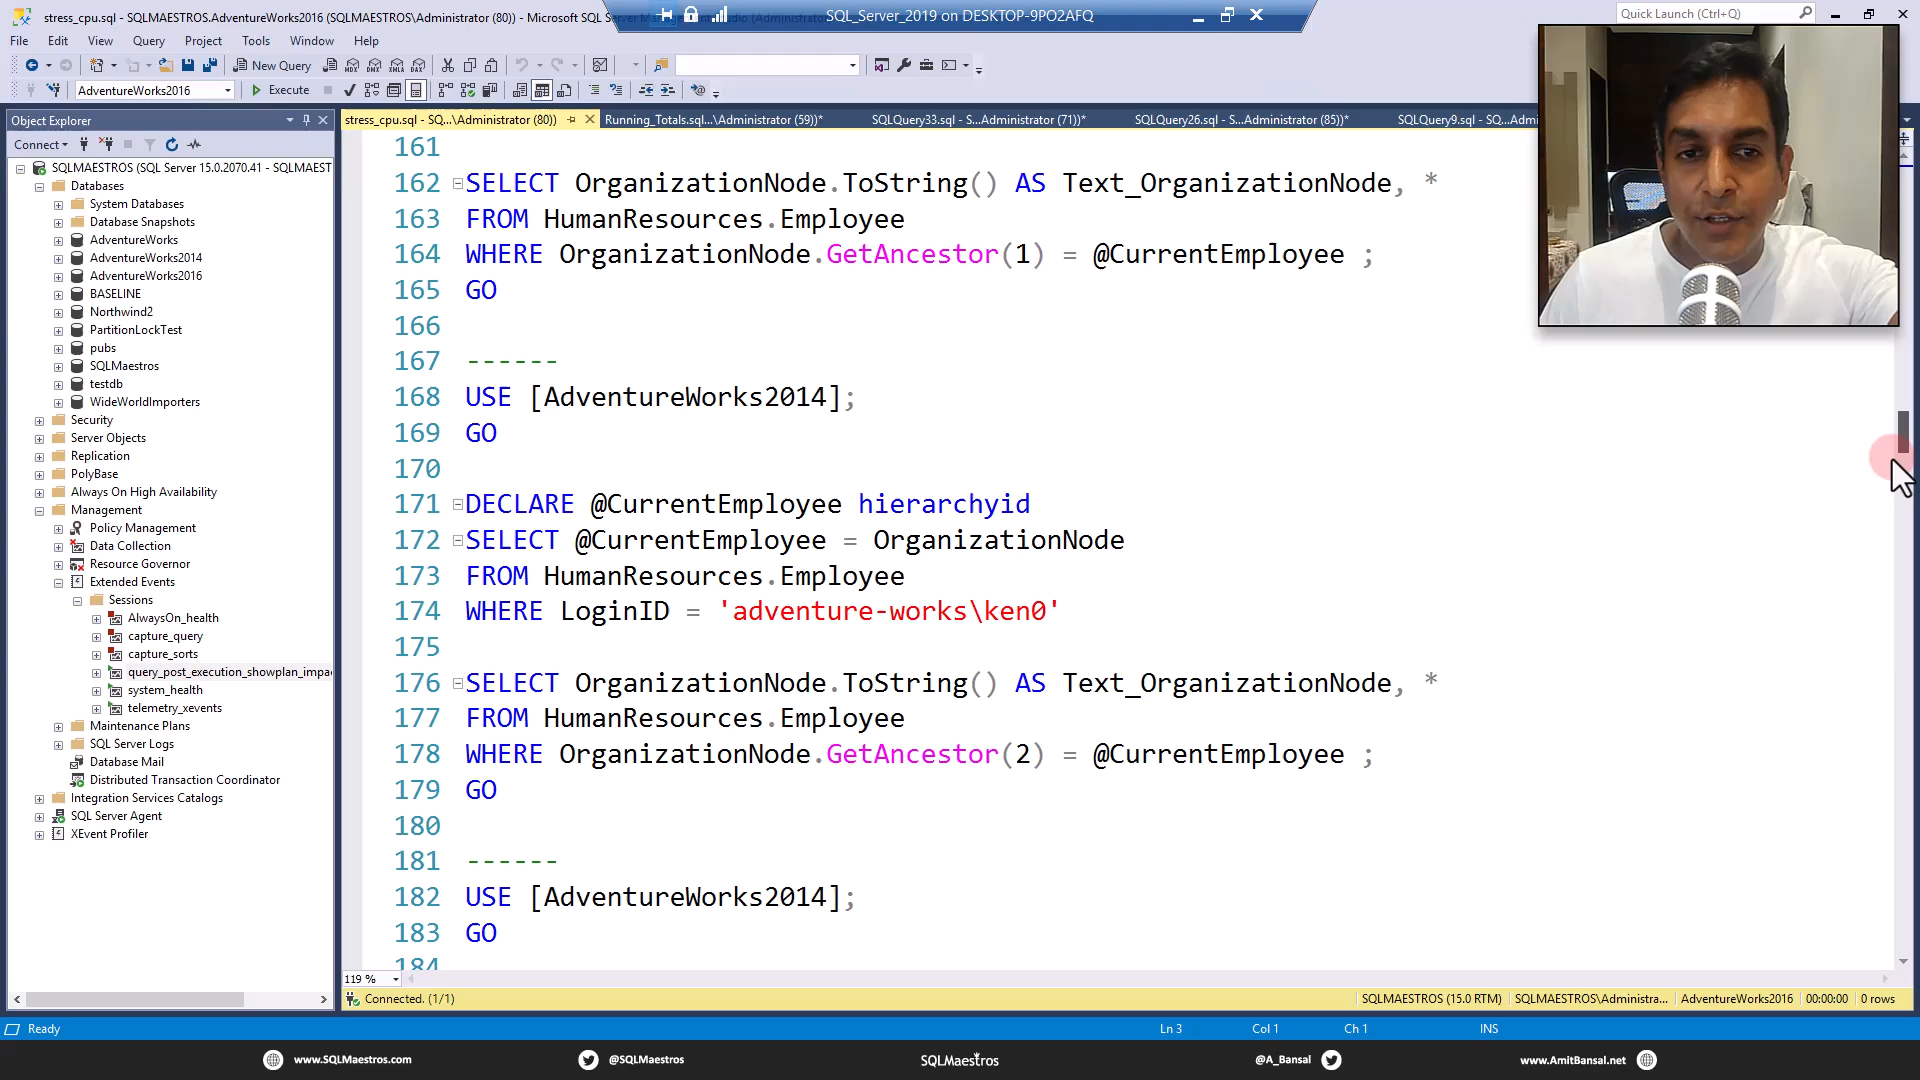 stress_cpu.sql - SQLMAESTROS.AdventureWorks2016 (SQLMAESTROS\Administrator (80)) - Microsoft SQL Server
SQL_Server_2019 on DESKTOP-9PO2AFQ
Quick Launch (Ctrl+Q)
File Edit View Query Project Tools Window Help
New Query
AdventureWorks2016
Execute
Object Explorer
Connect
SQLMAESTROS (SQL Server 15.0.2070.41 - SQLMAEST
Databases
System Databases
Database Snapshots
AdventureWorks
AdventureWorks2014
AdventureWorks2016
BASELINE
Northwind2
PartitionLockTest
pubs
SQLMaestros
testdb
WideWorldImporters
Security
Server Objects
Replication
PolyBase
Always On High Availability
Management
Policy Management
Data Collection
Resource Governor
Extended Events
Sessions
AlwaysOn_health
capture_query
capture_sorts
query_post_execution_showplan_impa
system_health
telemetry_xevents
Maintenance Plans
SQL Server Logs
Database Mail
Distributed Transaction Coordinator
Integration Services Catalogs
SQL Server Agent
XEvent Profiler
stress_cpu.sql - SQ...\Administrator (80))
Running_Totals.sql...\Administrator (59))*
SQLQuery33.sql - S...Administrator (71))*
SQLQuery26.sql - S...Administrator (85))*
SQLQuery9.sql - SQ...Admin
161
162 SELECT OrganizationNode.ToString() AS Text_OrganizationNode, *
163 FROM HumanResources.Employee
164 WHERE OrganizationNode.GetAncestor(1) = @CurrentEmployee ;
165 GO
166
167 ------
168 USE [AdventureWorks2014];
169 GO
170
171 DECLARE @CurrentEmployee hierarchyid
172 SELECT @CurrentEmployee = OrganizationNode
173 FROM HumanResources.Employee
174 WHERE LoginID = 'adventure-works\ken0'
175
176 SELECT OrganizationNode.ToString() AS Text_OrganizationNode, *
177 FROM HumanResources.Employee
178 WHERE OrganizationNode.GetAncestor(2) = @CurrentEmployee ;
179 GO
180
181 ------
182 USE [AdventureWorks2014];
183 GO
184
119 %
Connected. (1/1)
SQLMAESTROS (15.0 RTM)
SQLMAESTROS\Administra...
AdventureWorks2016
00:00:00
0 rows
Ready
Ln 3
Col 1
Ch 1
INS
www.SQLMaestros.com
@SQLMaestros
SQLMaestros
@A_Bansal
www.AmitBansal.net